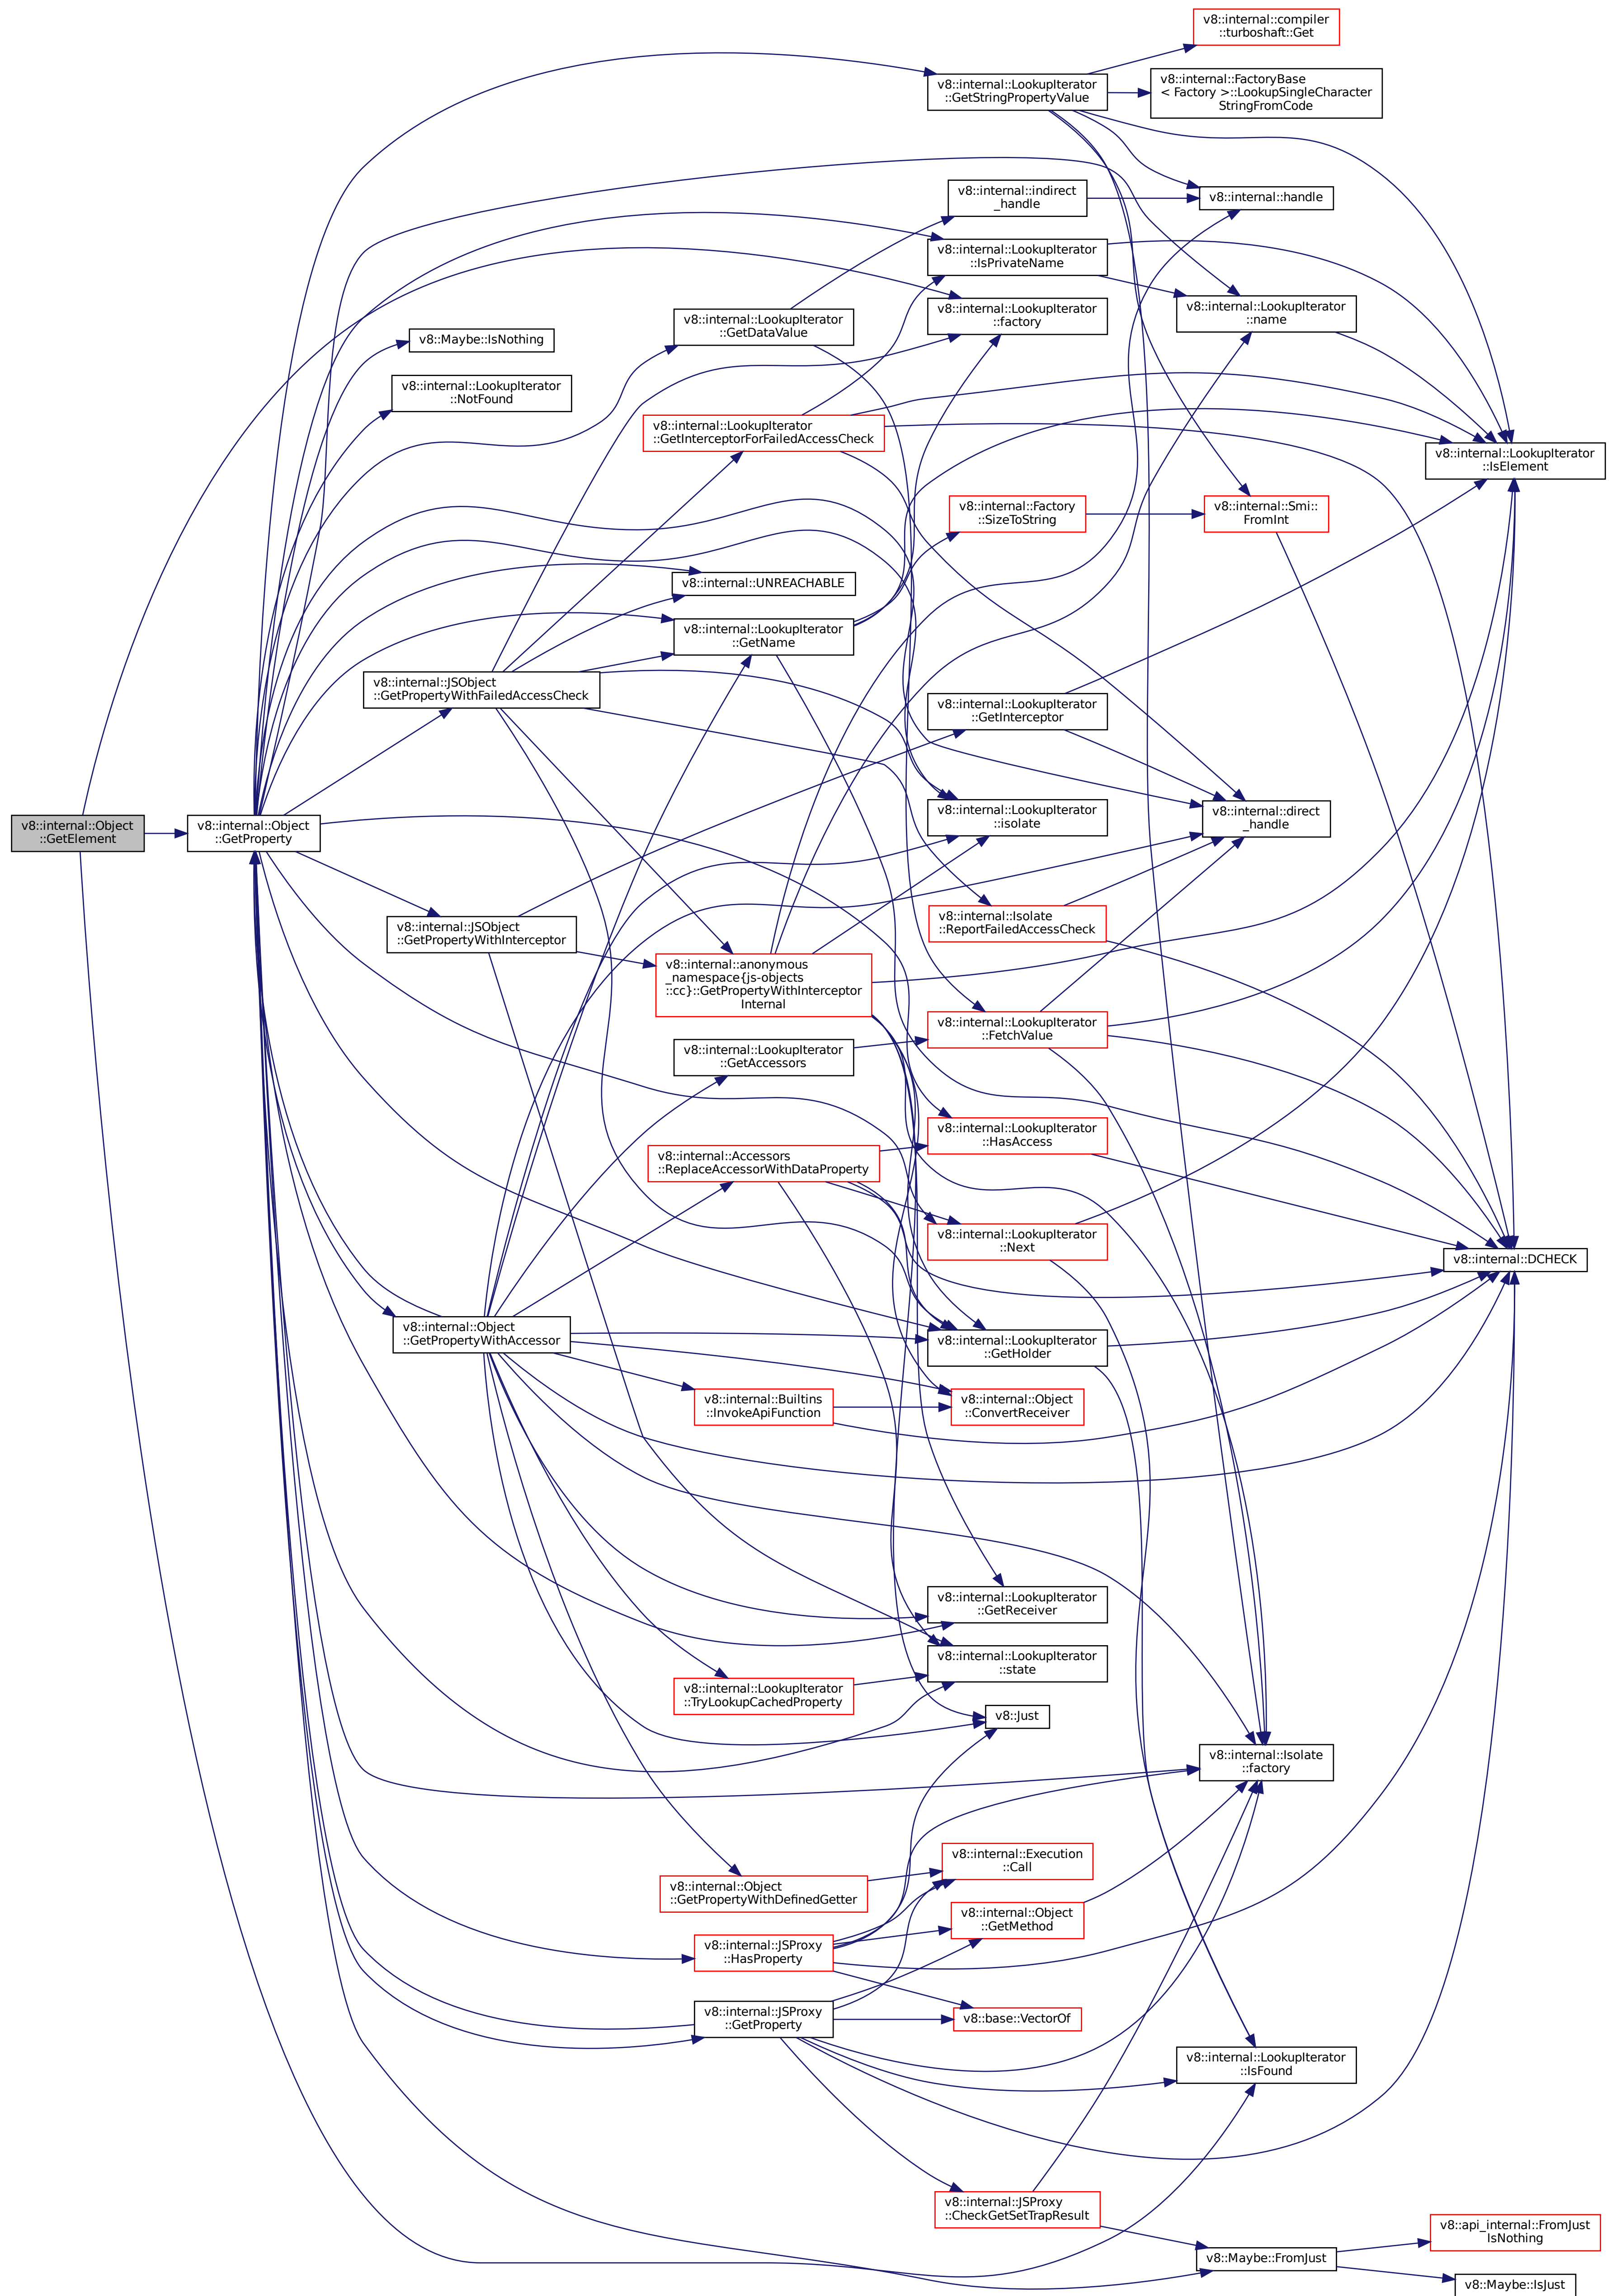 v8::internal::compiler
::turboshaft::Get
v8::internal::LookupIterator
::GetStringPropertyValue
v8::internal::FactoryBase
< Factory >::LookupSingleCharacter
StringFromCode
v8::internal::indirect
_handle
v8::internal::handle
v8::internal::LookupIterator
::IsPrivateName
v8::internal::LookupIterator
::factory
v8::internal::LookupIterator
::name
v8::internal::LookupIterator
::GetDataValue
v8::Maybe::IsNothing
v8::internal::LookupIterator
::NotFound
v8::internal::LookupIterator
::GetInterceptorForFailedAccessCheck
v8::internal::LookupIterator
::IsElement
v8::internal::Factory
::SizeToString
v8::internal::Smi::
FromInt
v8::internal::UNREACHABLE
v8::internal::LookupIterator
::GetName
v8::internal::JSObject
::GetPropertyWithFailedAccessCheck
v8::internal::LookupIterator
::GetInterceptor
v8::internal::Object
::GetElement
v8::internal::Object
::GetProperty
v8::internal::LookupIterator
::isolate
v8::internal::direct
_handle
v8::internal::JSObject
::GetPropertyWithInterceptor
v8::internal::Isolate
::ReportFailedAccessCheck
v8::internal::anonymous
_namespace{js-objects
::cc}::GetPropertyWithInterceptor
Internal
v8::internal::LookupIterator
::FetchValue
v8::internal::LookupIterator
::GetAccessors
v8::internal::LookupIterator
::HasAccess
v8::internal::Accessors
::ReplaceAccessorWithDataProperty
v8::internal::LookupIterator
::Next
v8::internal::DCHECK
v8::internal::Object
::GetPropertyWithAccessor
v8::internal::LookupIterator
::GetHolder
v8::internal::Builtins
::InvokeApiFunction
v8::internal::Object
::ConvertReceiver
v8::internal::LookupIterator
::GetReceiver
v8::internal::LookupIterator
::state
v8::internal::LookupIterator
::TryLookupCachedProperty
v8::Just
v8::internal::Isolate
::factory
v8::internal::Execution
::Call
v8::internal::Object
::GetPropertyWithDefinedGetter
v8::internal::Object
::GetMethod
v8::internal::JSProxy
::HasProperty
v8::internal::JSProxy
::GetProperty
v8::base::VectorOf
v8::internal::LookupIterator
::IsFound
v8::internal::JSProxy
::CheckGetSetTrapResult
v8::Maybe::FromJust
v8::api_internal::FromJust
IsNothing
v8::Maybe::IsJust